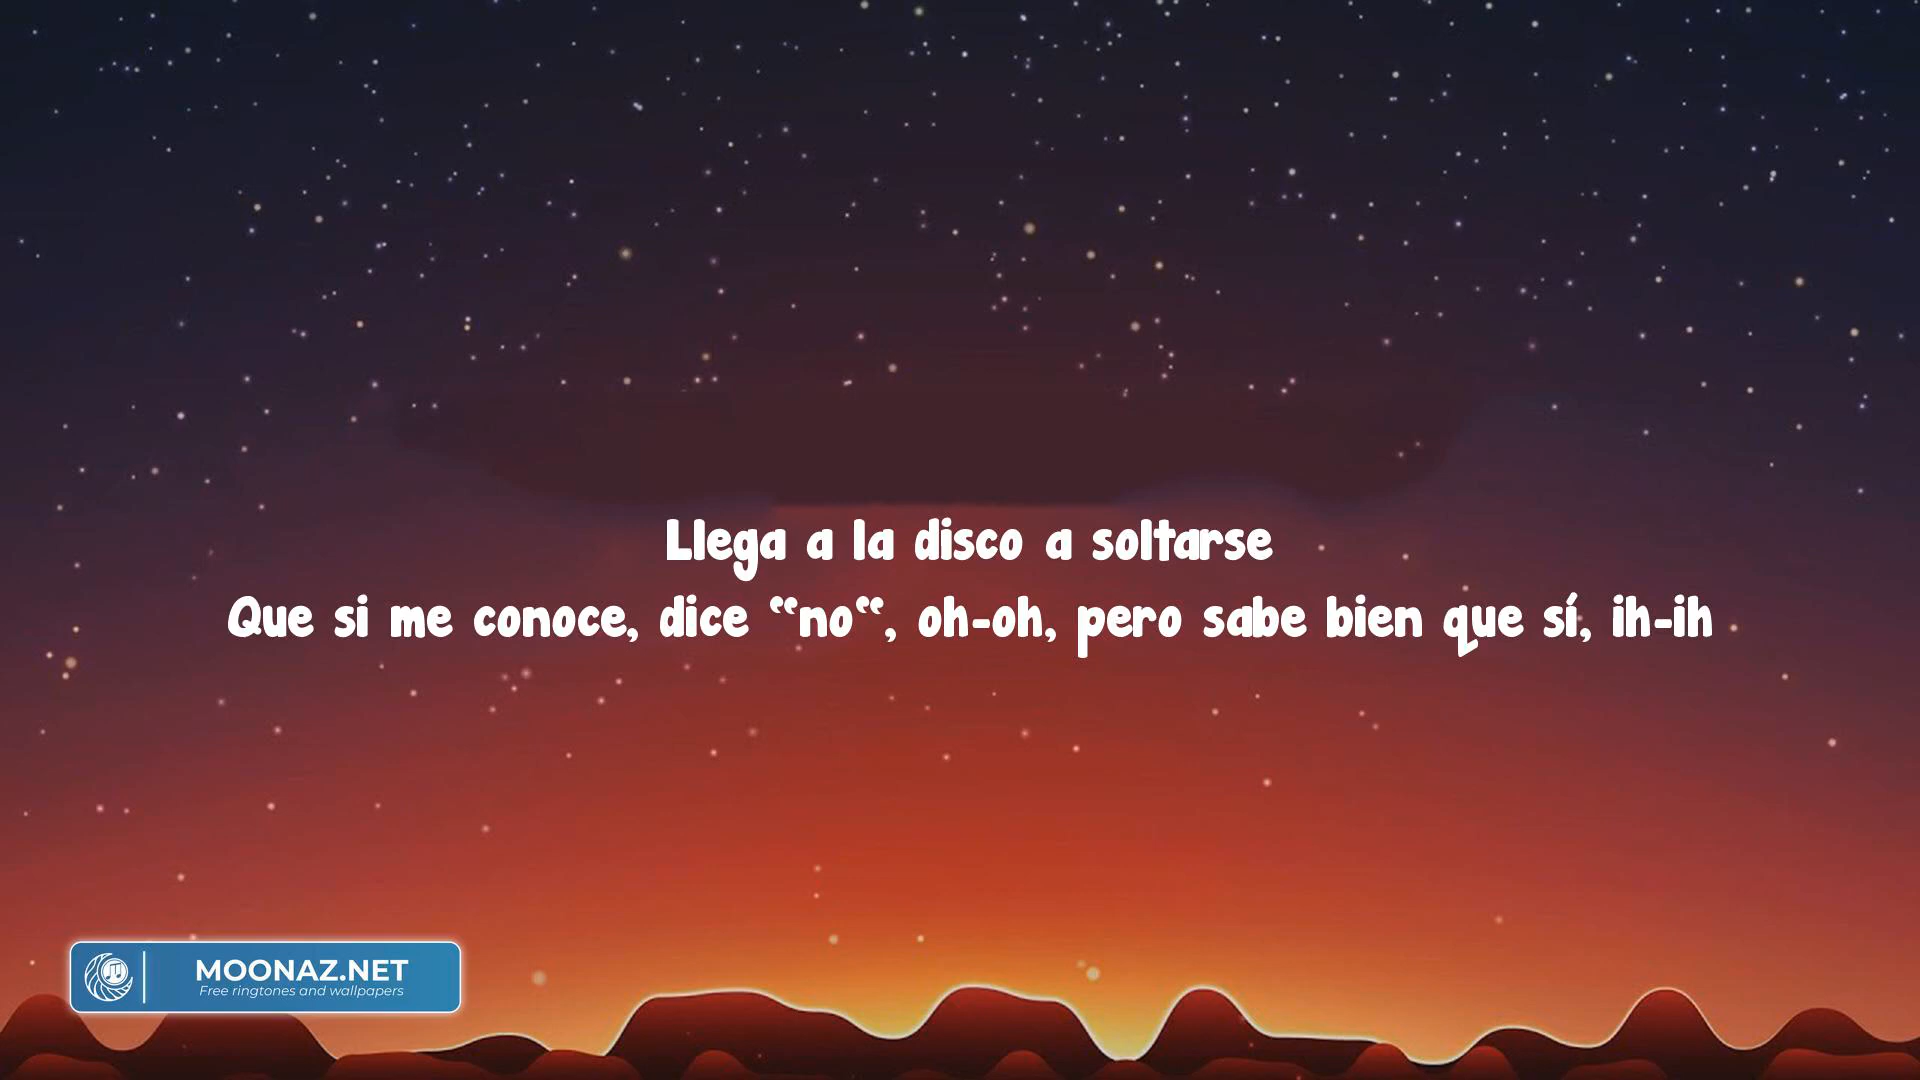 Llega a la disco a soltarse
Que si me conoce, dice “no“, oh-oh, pero sabe bien que sí, ih-ih
MOONAZ.NET
Free ringtones and wallpapers